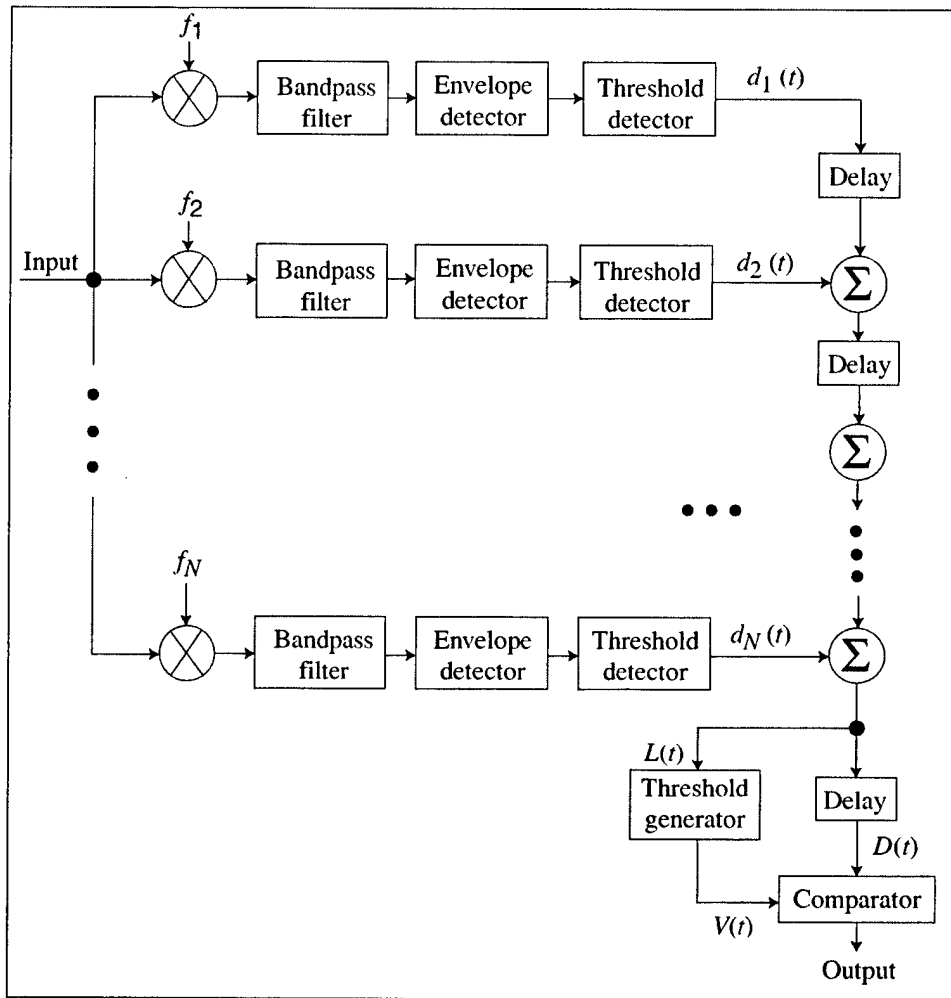 f1
Bandpass filter
Envelope detector
Threshold detector
d1 (t)
Delay
f2
Input
Bandpass filter
Envelope detector
Threshold detector
d2 (t)
Σ
Delay
Σ
fN
Bandpass filter
Envelope detector
Threshold detector
dN (t)
Σ
L(t)
Threshold generator
Delay
D(t)
Comparator
V(t)
Output